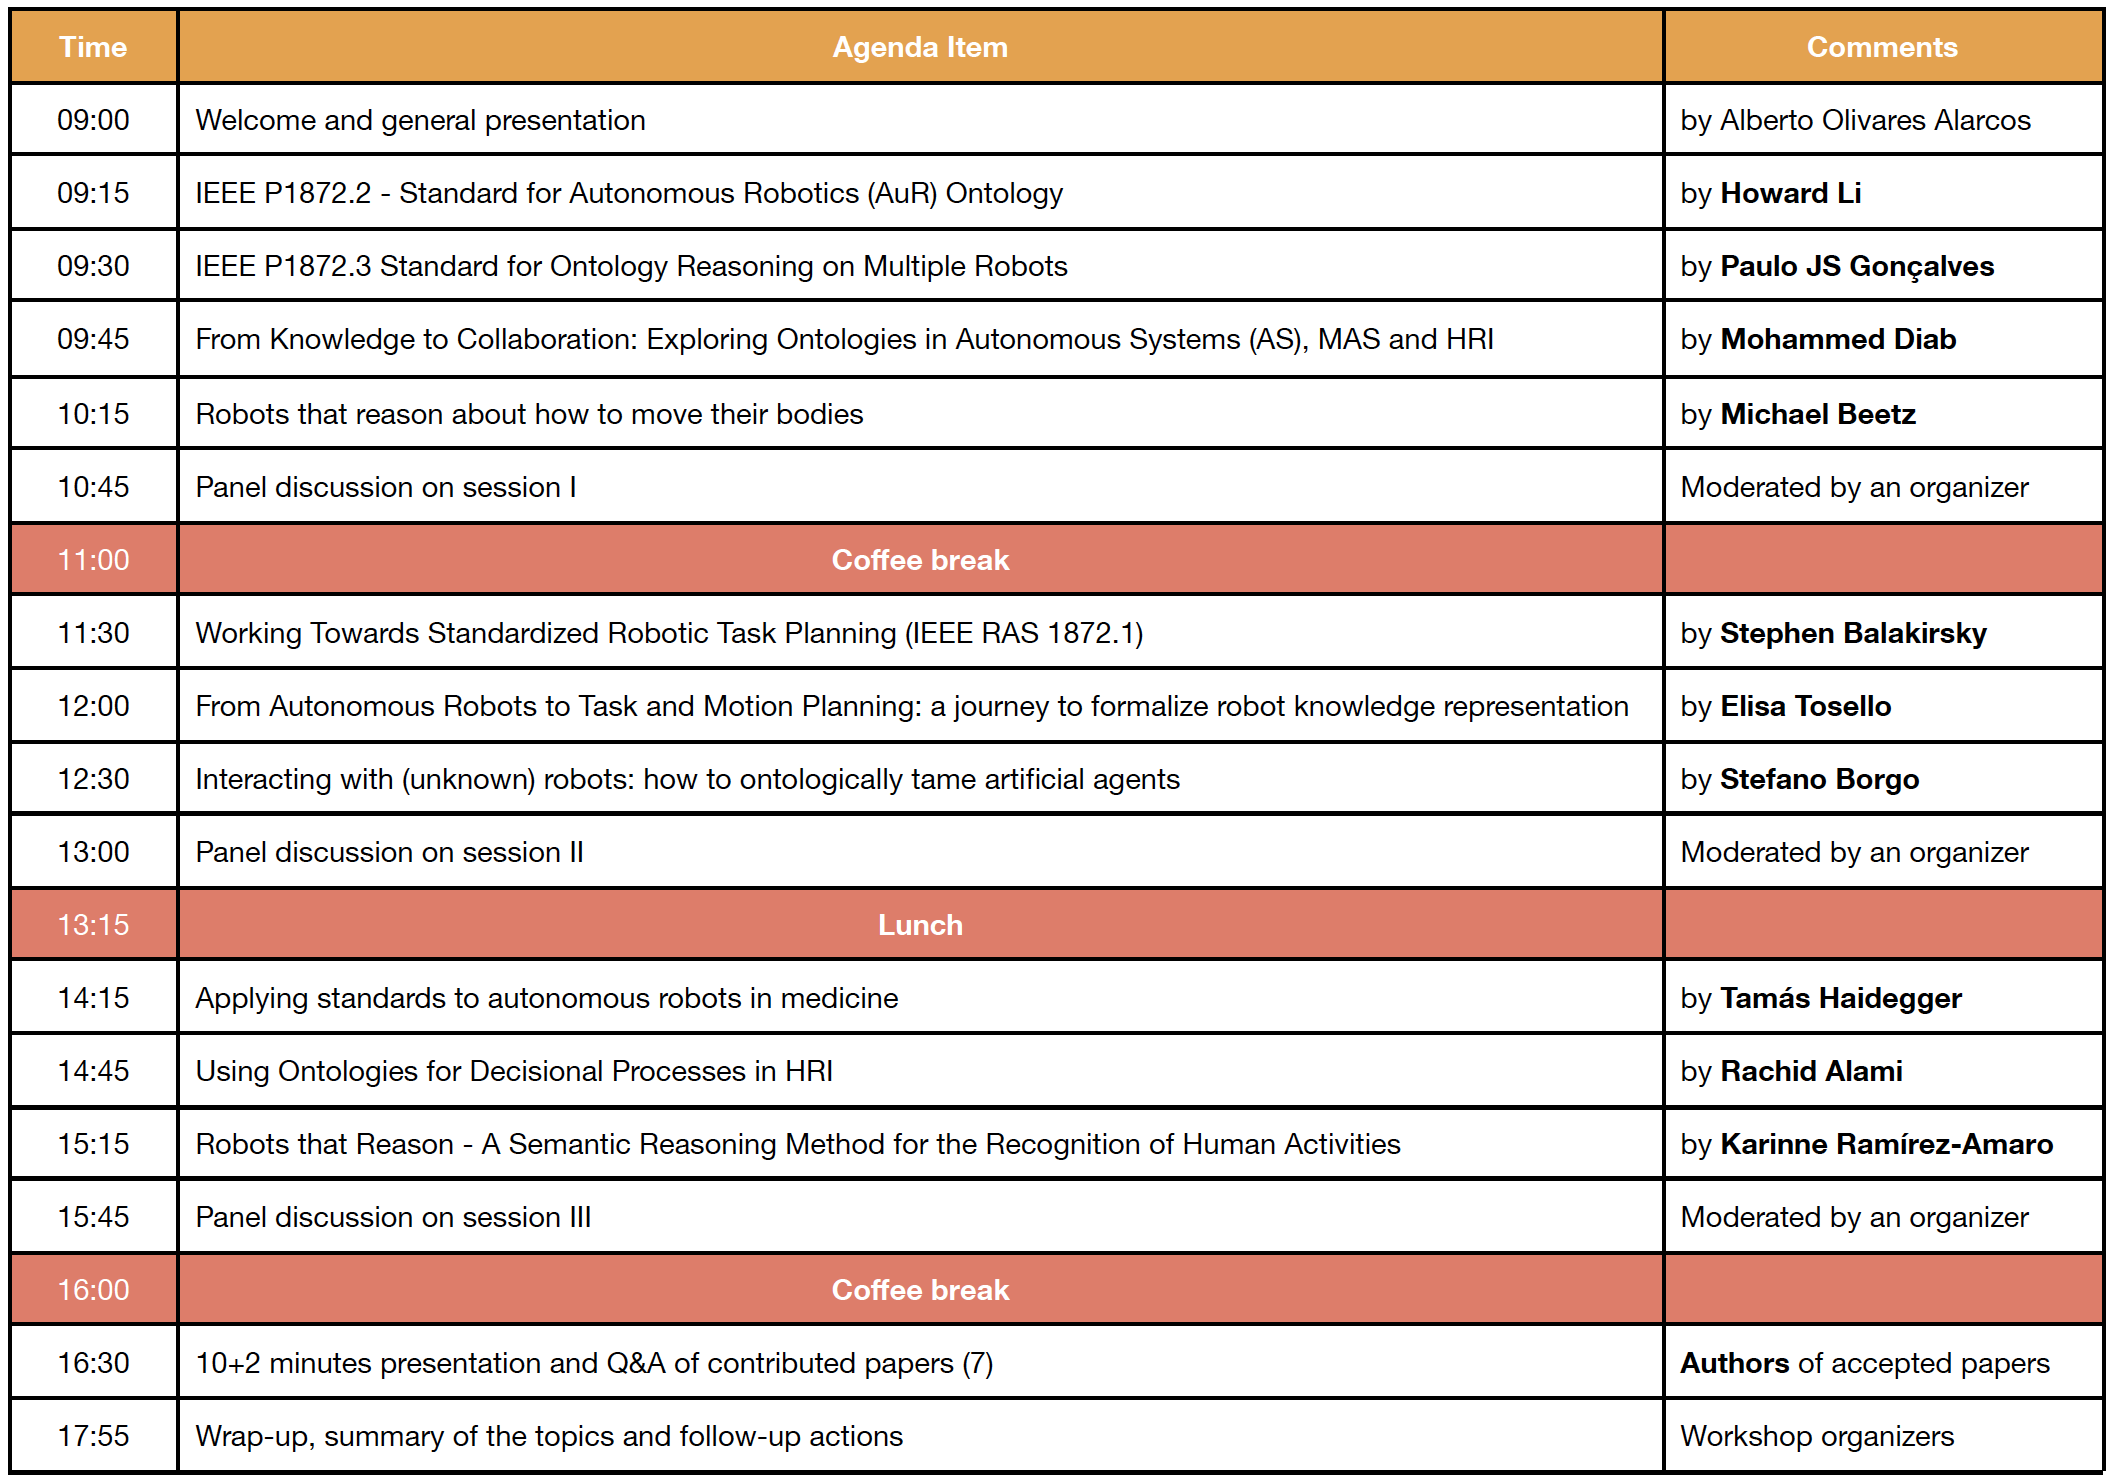 Time Agenda Item Comments
09:00 Welcome and general presentation by Alberto Olivares Alarcos
09:15 IEEE P1872.2 - Standard for Autonomous Robotics (AuR) Ontology by Howard Li
09:30 IEEE P1872.3 Standard for Ontology Reasoning on Multiple Robots by Paulo JS Gonçalves
09:45 From Knowledge to Collaboration: Exploring Ontologies in Autonomous Systems (AS), MAS and HRI by Mohammed Diab
10:15 Robots that reason about how to move their bodies by Michael Beetz
10:45 Panel discussion on session I Moderated by an organizer
11:00 Coffee break
11:30 Working Towards Standardized Robotic Task Planning (IEEE RAS 1872.1) by Stephen Balakirsky
12:00 From Autonomous Robots to Task and Motion Planning: a journey to formalize robot knowledge representation by Elisa Tosello
12:30 Interacting with (unknown) robots: how to ontologically tame artificial agents by Stefano Borgo
13:00 Panel discussion on session II Moderated by an organizer
13:15 Lunch
14:15 Applying standards to autonomous robots in medicine by Tamás Haidegger
14:45 Using Ontologies for Decisional Processes in HRI by Rachid Alami
15:15 Robots that Reason - A Semantic Reasoning Method for the Recognition of Human Activities by Karinne Ramírez-Amaro
15:45 Panel discussion on session III Moderated by an organizer
16:00 Coffee break
16:30 10+2 minutes presentation and Q&A of contributed papers (7) Authors of accepted papers
17:55 Wrap-up, summary of the topics and follow-up actions Workshop organizers